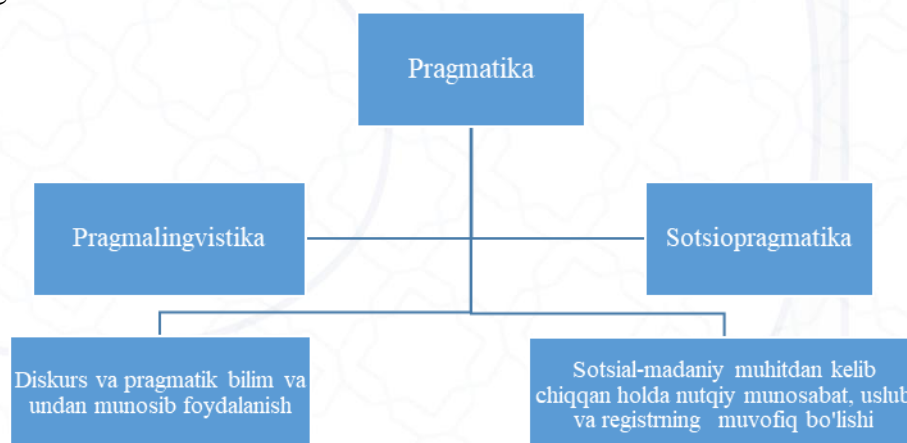 Pragmatika
Pragmalingvistika
Sotsiopragmatika
Diskurs va pragmatik bilim va
undan munosib foydalanish
Sotsial-madaniy muhitdan kelib
chiqqan holda nutqiy munosabat, uslub
va registrning muvofiq bo'lishi